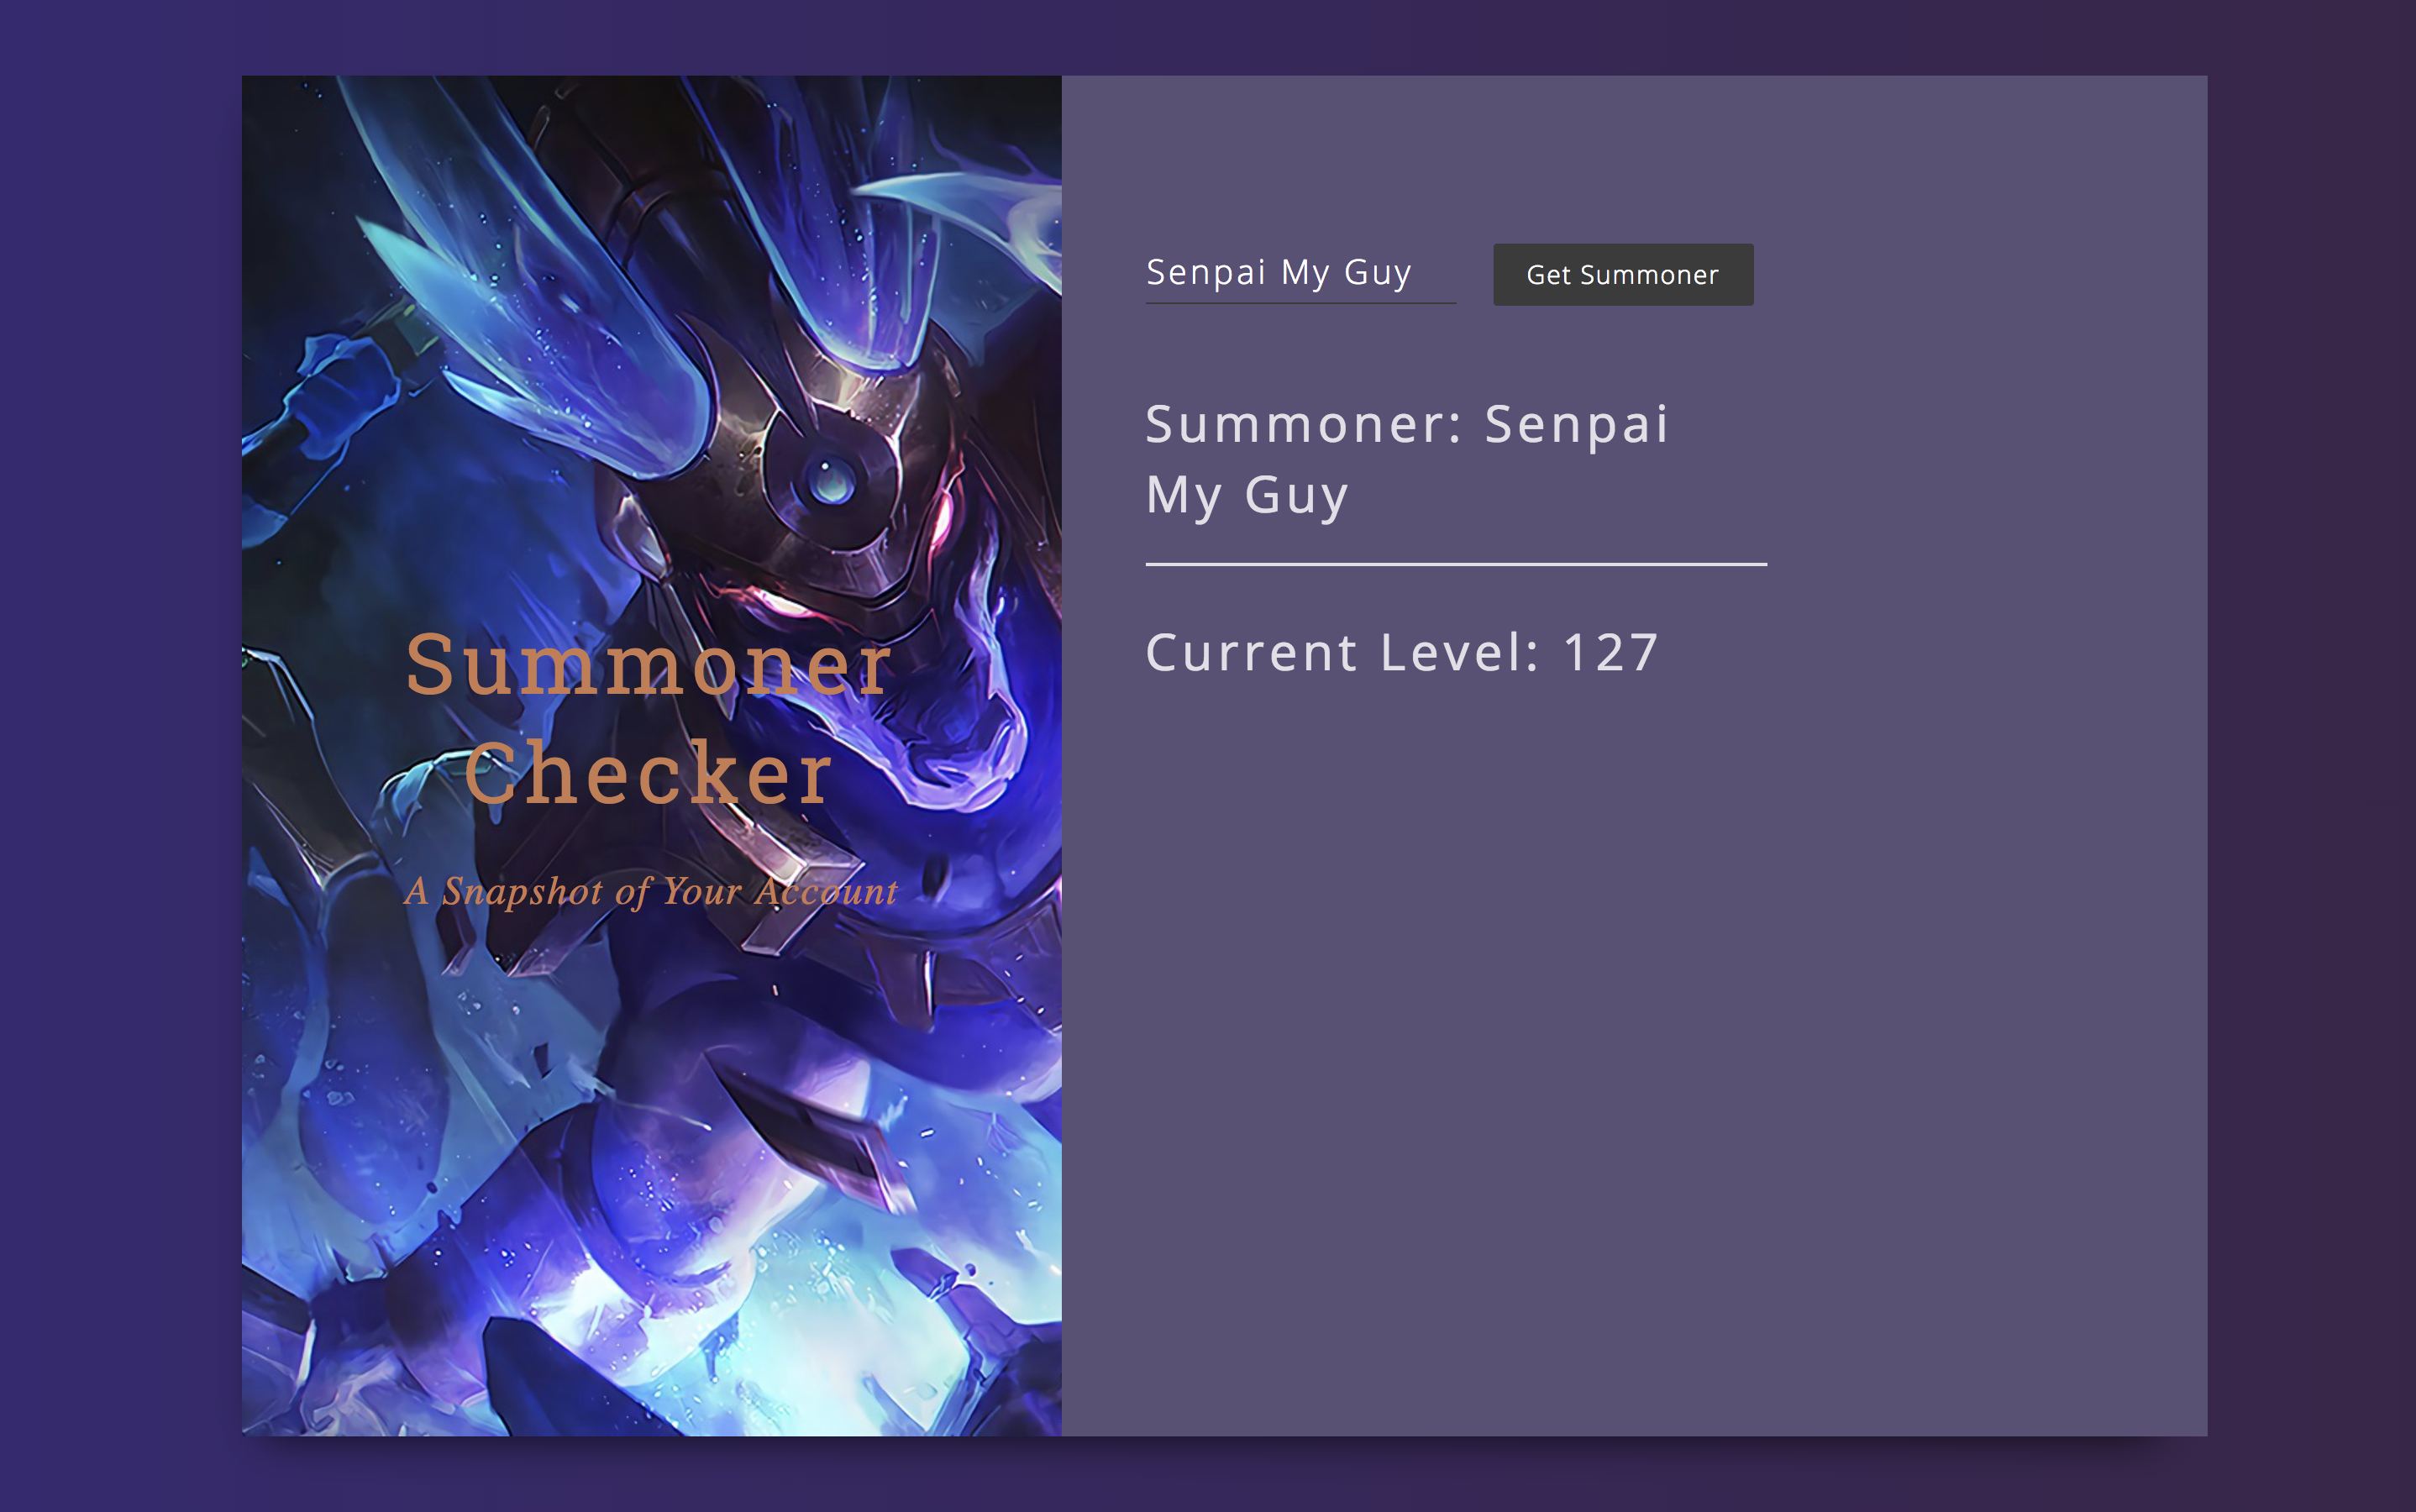 Summoner
Checker
A Snapshot of Your Account
Senpai My Guy
Get Summoner
Summoner: Senpai
My Guy
Current Level: 127